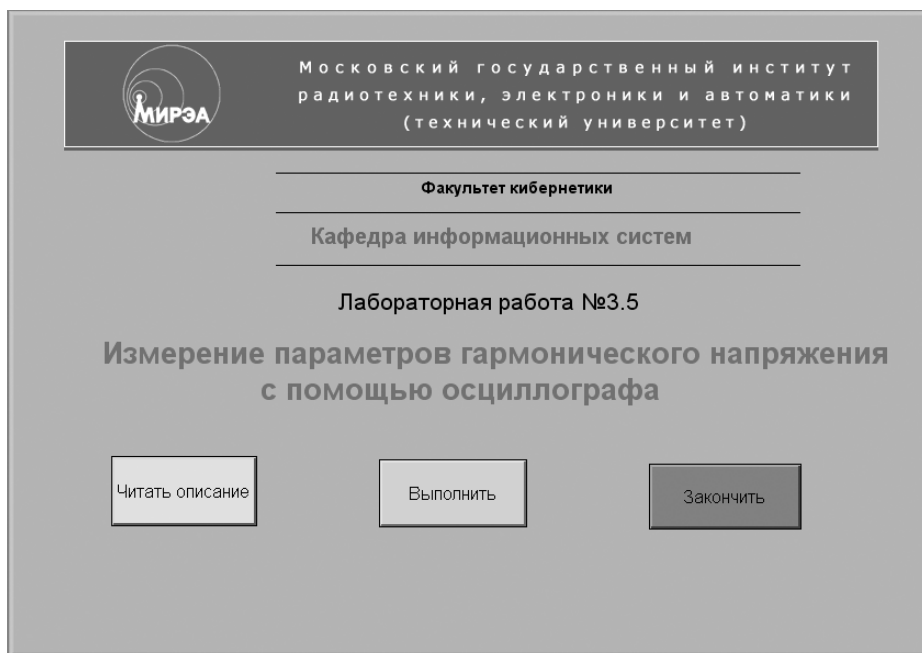 МИРЭА
Московский государственный институт
радиотехники, электроники и автоматики
(технический университет)
Факультет кибернетики
Кафедра информационных систем
Лабораторная работа №3.5
Измерение параметров гармонического напряжения
с помощью осциллографа
Читать описание
Выполнить
Закончить